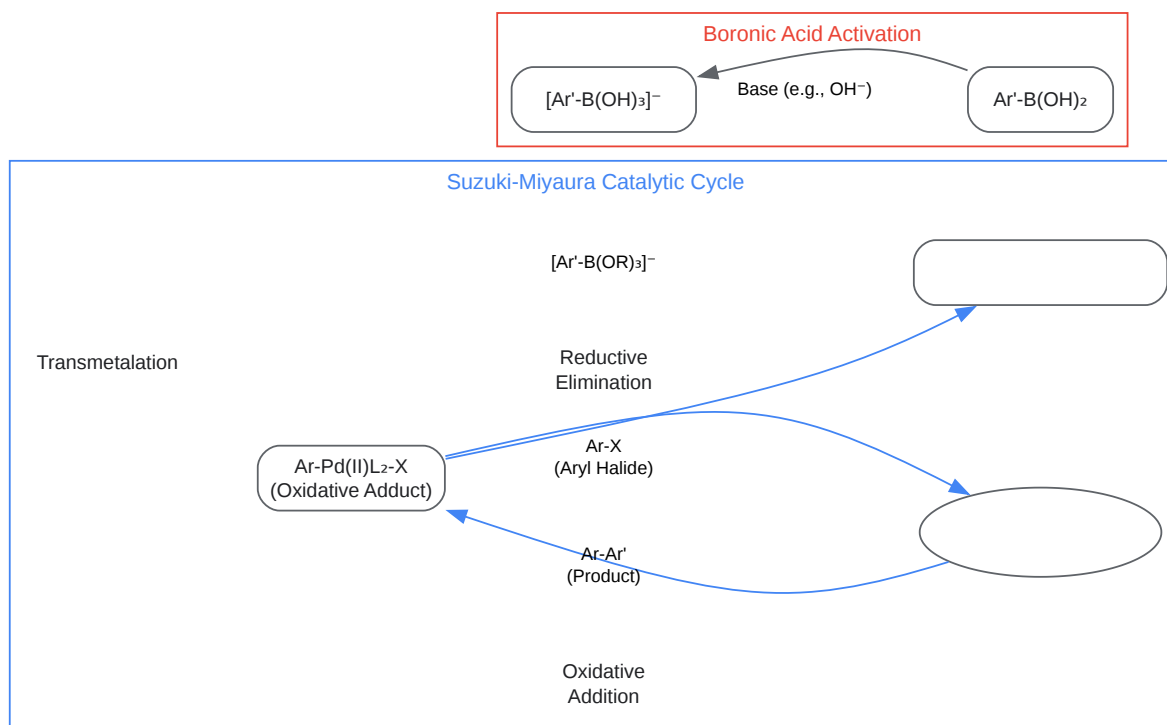 Boronic Acid Activation
[Ar'-B(OH)₃]⁻
Base (e.g., OH⁻)
Ar'-B(OH)₂
Suzuki-Miyaura Catalytic Cycle
[Ar'-B(OR)₃]⁻
Transmetalation
Reductive
Elimination
Ar-X
(Aryl Halide)
Ar-Pd(II)L₂-X
(Oxidative Adduct)
Ar-Ar'
(Product)
Oxidative
Addition